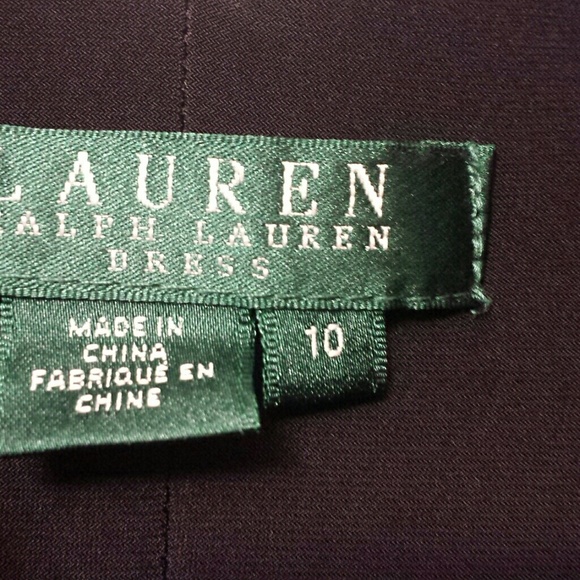 LAUREN
RALPH LAUREN
DRESS
MADE IN
CHINA
FABRIQUÉ EN
CHINE
10